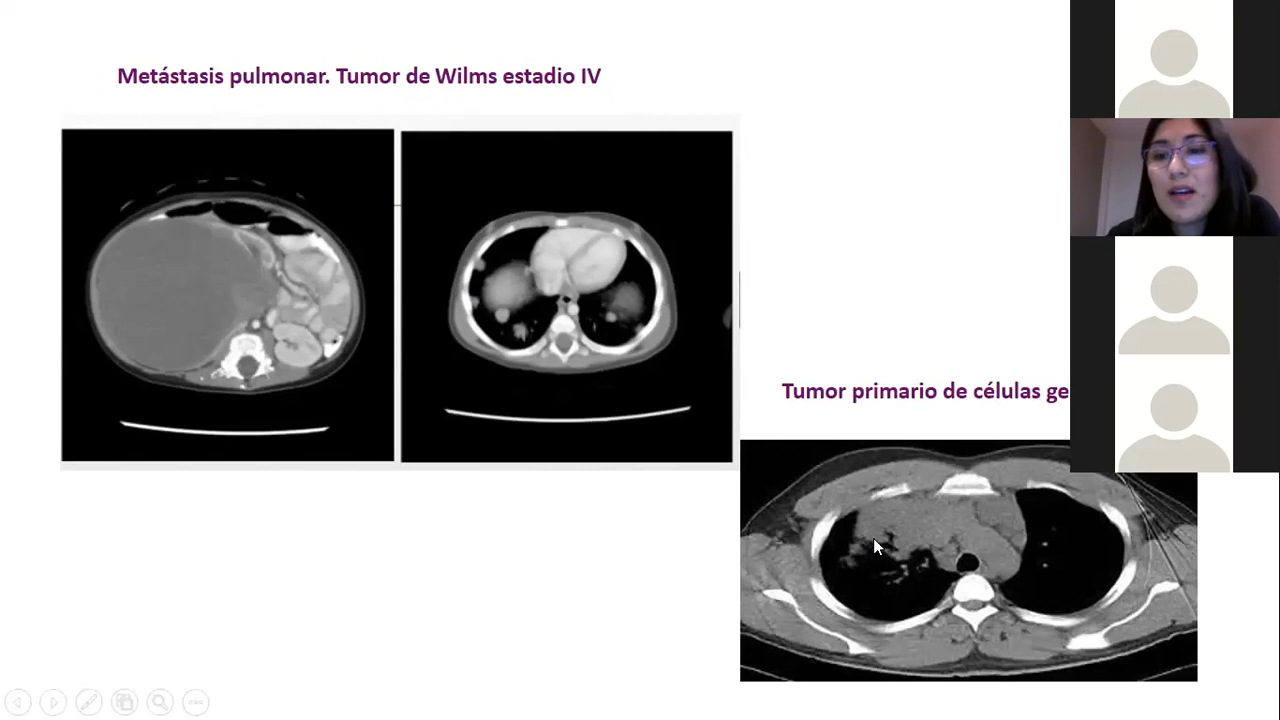 Metástasis pulmonar. Tumor de Wilms estadio IV
Tumor primario de células ge